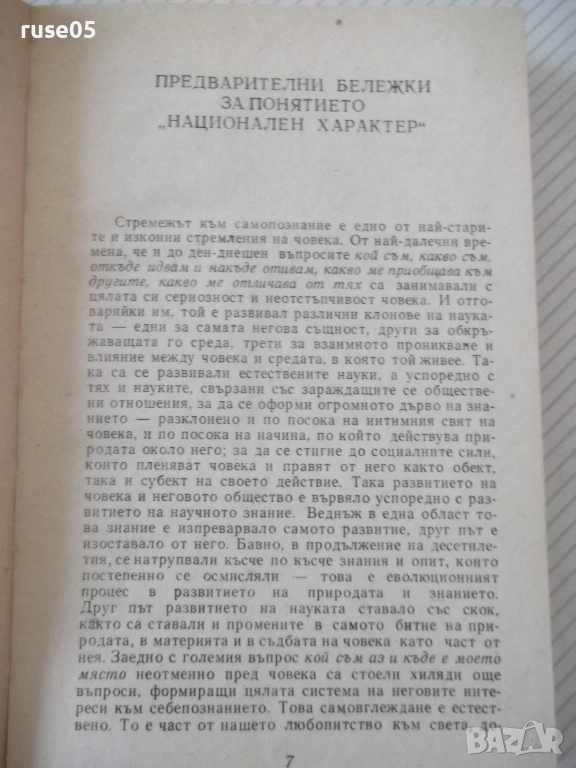 ruse05
ПРЕДВАРИТЕЛНИ БЕЛЕЖКИ
ЗА ПОНЯТИЕТО
„НАЦИОНАЛЕН ХАРАКТЕР“
Стремежът към самопознание е едно от най-стари-
те и изконни стремления на човека. От най-далечни вре-
мена, че и до ден-днешен въпросите кой съм, какво съм,
откъде идвам и накъде отивам, какво ме приобщава към
другите, какво ме отличава от тях са занимавали с
цялата си сериозност и неотстъпчивост човека. И отго-
варяйки им, той е развивал различни клонове на наука-
та — едни за самата негова същност, други за обкръ-
жаващата го среда, трети за взаимното проникване и
влияние между човека и средата, в която той живее. Та-
ка са се развивали естествените науки, а успоредно с
тях и науките, свързани със зараждащите се обществе-
ни отношения, за да се оформи огромното дърво на зна-
нието — разклонено и по посока на интимния свят на
човека, и по посока на начина, по който действува при-
родата около него; за да се стигне до социалните сили,
които пленяват човека и правят от него както обект,
така и субект на своето действие. Така развитието на
човека и неговото общество е вървяло успоредно с раз-
витието на научното знание. Веднъж в една област то-
ва знание е изпреварвало самото развитие, друг път е
изоставало от него. Бавно, в продължение на десетиле-
тия, се натрупвали късче по късче знания и опит, които
постепенно се осмисляли — това е еволюционният
процес в развитието на природата и знанието.
Друг път развитието на науката ставало със скок,
както са ставали и промените в самото битие на при-
родата, в материята и в съдбата на човека като част от
нея. Заедно с големия въпрос кой съм аз и къде е моето
място неотменно пред човека са стоели хиляди още
въпроси, формиращи цялата система на неговите инте-
реси към себепознанието. Това самовглеждане е естест-
вено. То е част от нашето любопитство към света, до-
7
BAZAR